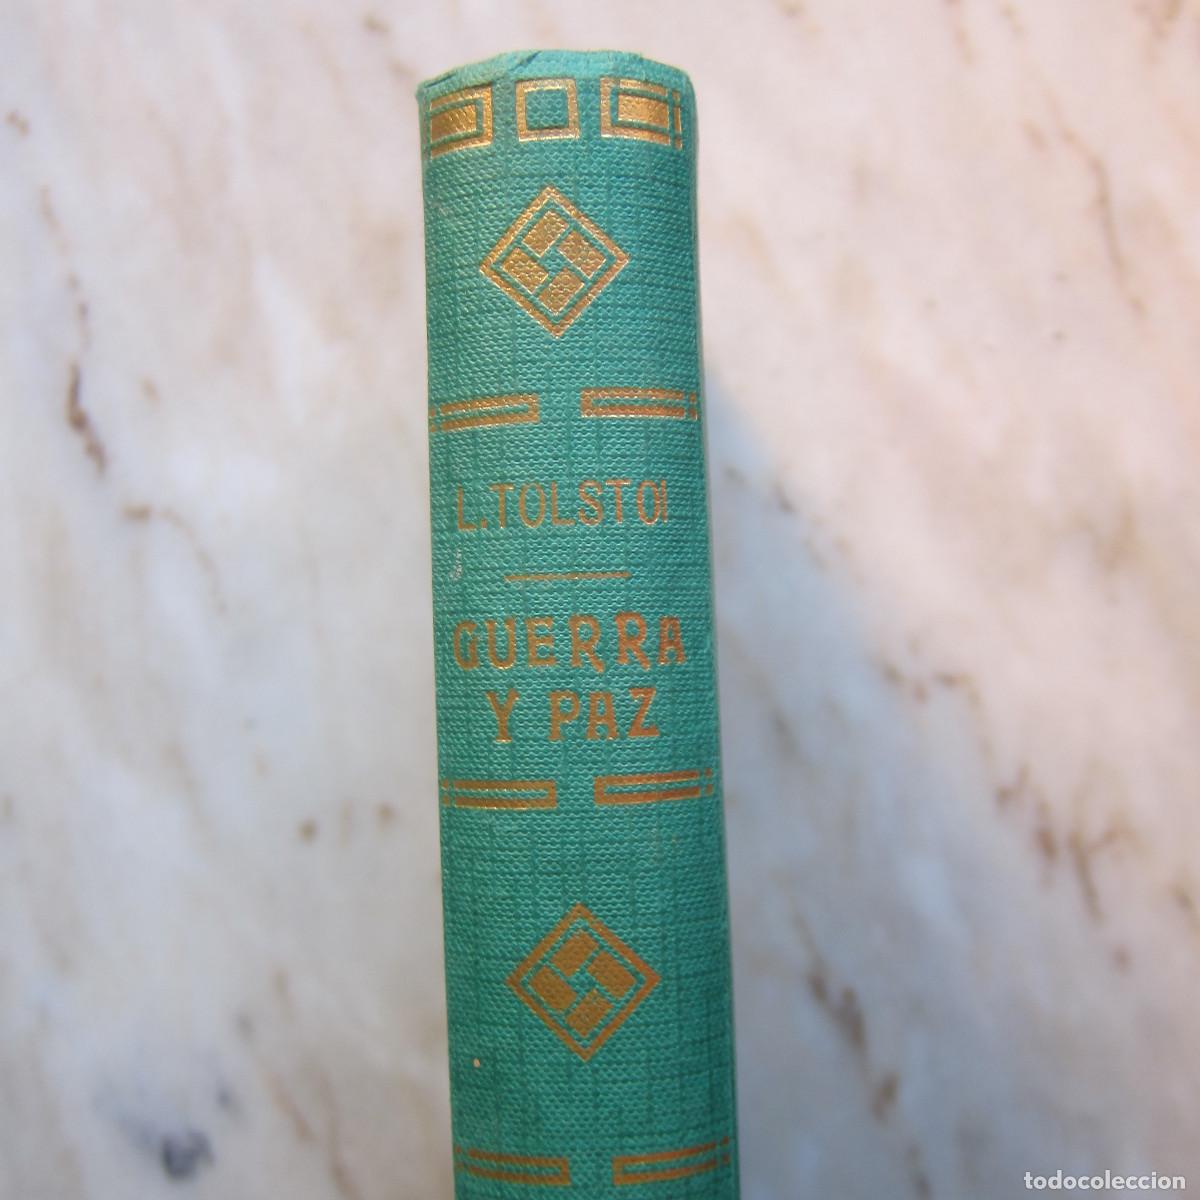 L. TOLSTOI
GUERRA
Y PAZ
todocoleccion